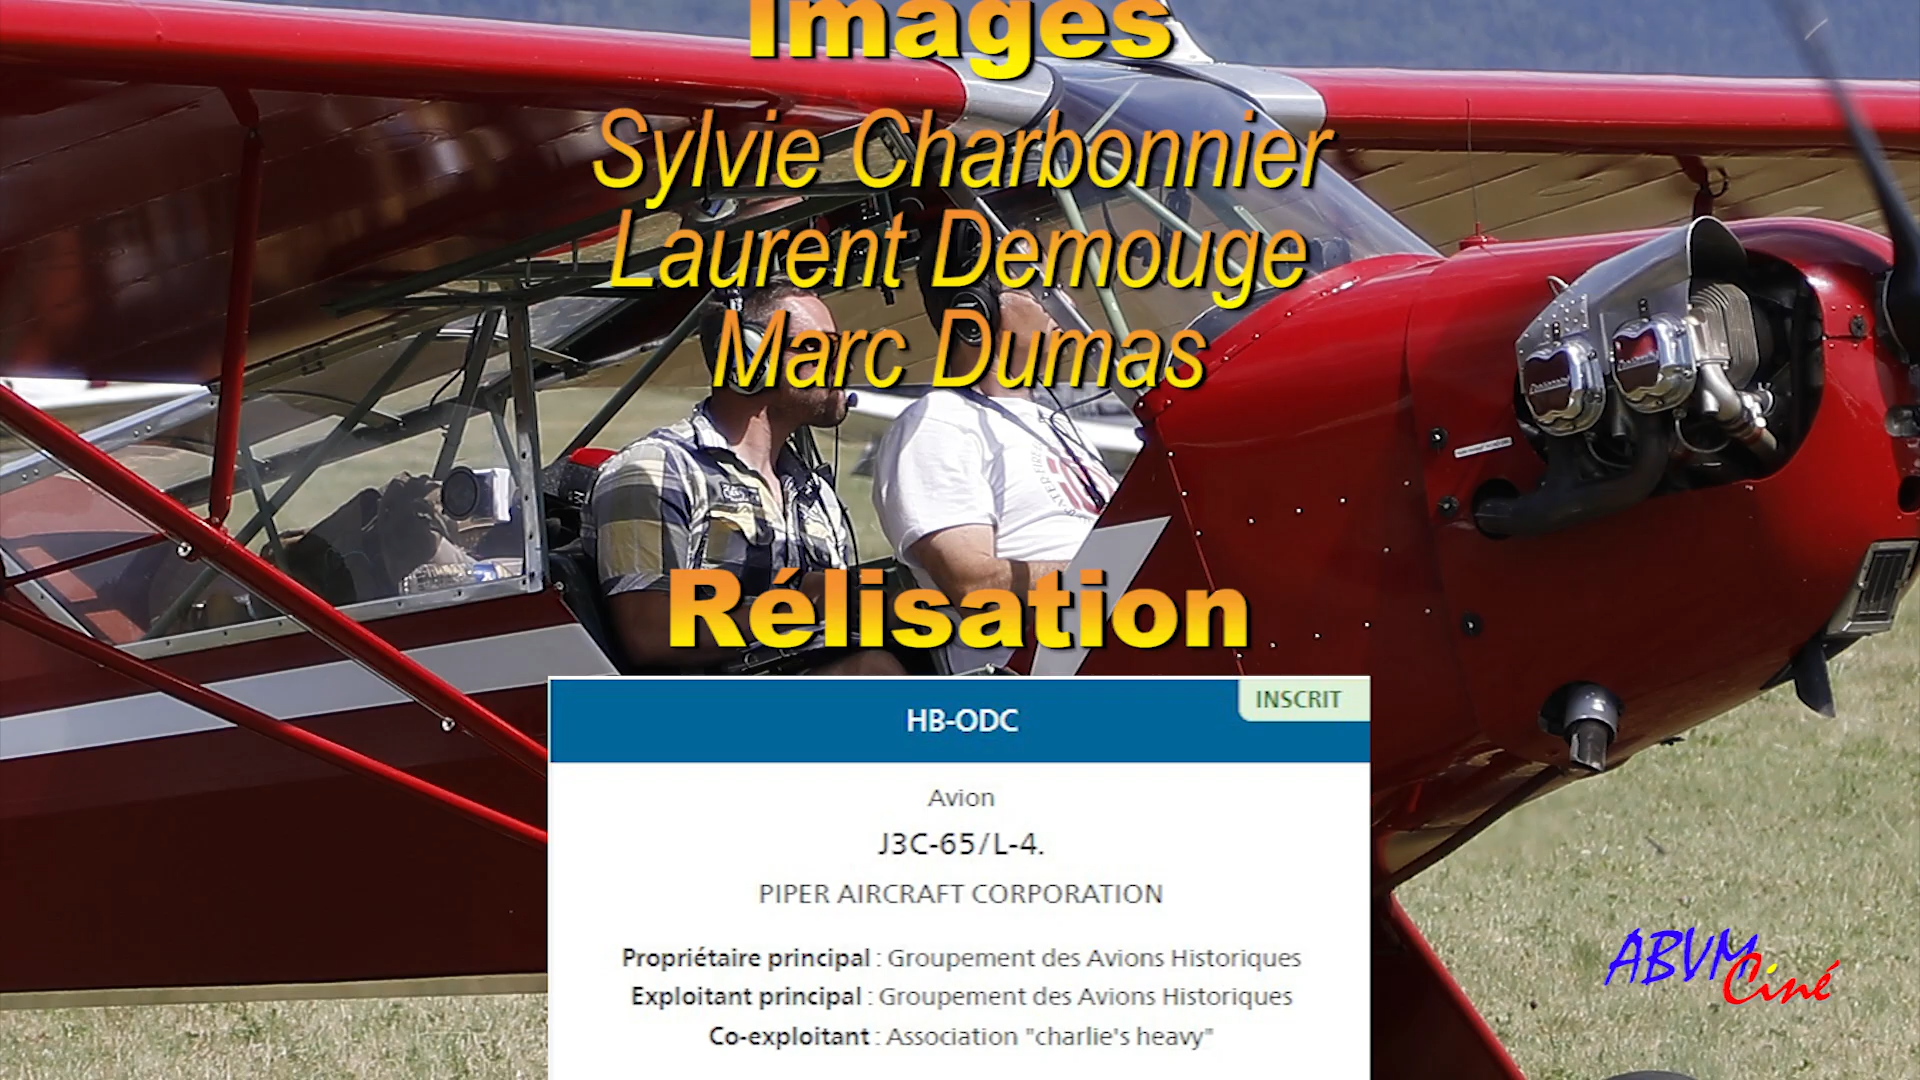 Images
Sylvie Charbonnier
Laurent Demouge
Marc Dumas
Rélisation
INSCRIT
HB-ODC
Avion
J3C-65/L-4.
PIPER AIRCRAFT CORPORATION
Propriétaire principal : Groupement des Avions Historiques
Exploitant principal : Groupement des Avions Historiques
Co-exploitant : Association "charlie's heavy"
ABVM
Ciné